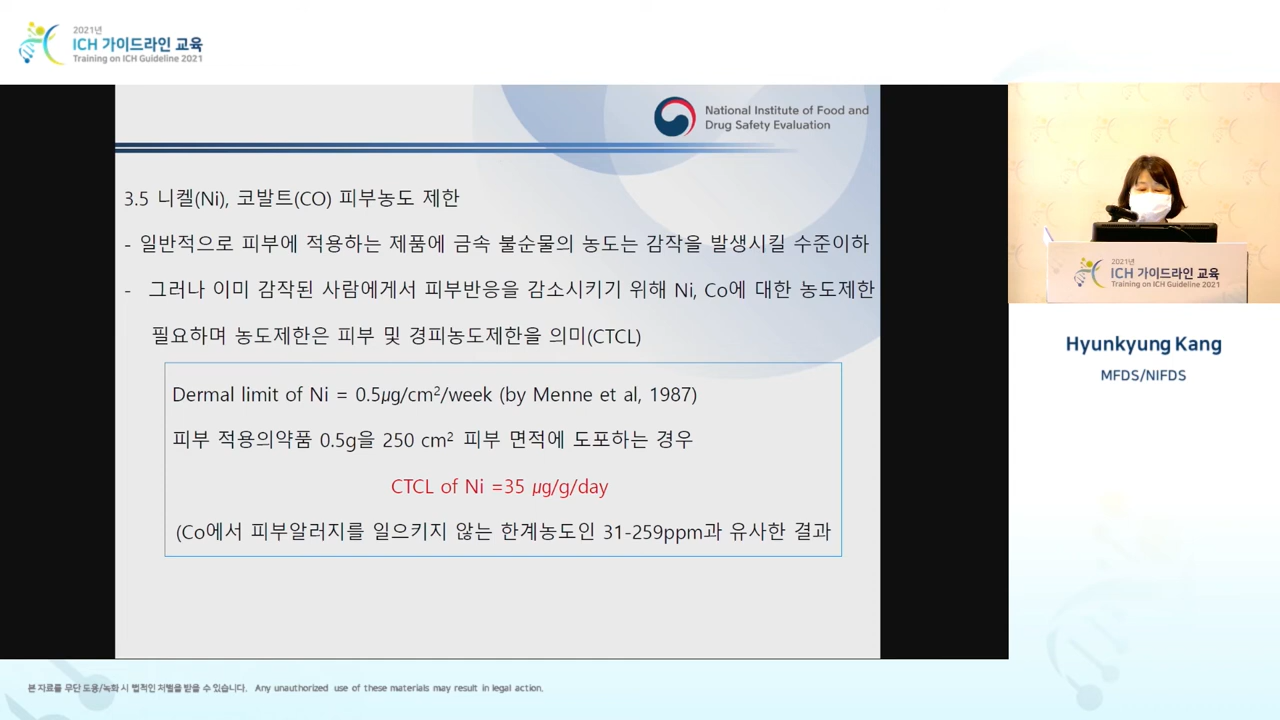 2021년
ICH 가이드라인 교육
Training on ICH Guideline 2021
National Institute of Food and
Drug Safety Evaluation
3.5 니켈(Ni), 코발트(CO) 피부농도 제한
- 일반적으로 피부에 적용하는 제품에 금속 불순물의 농도는 감작을 발생시킬 수준이하
- 그러나 이미 감작된 사람에게서 피부반응을 감소시키기 위해 Ni, Co에 대한 농도제한
필요하며 농도제한은 피부 및 경피농도제한을 의미(CTCL)
Dermal limit of Ni = 0.5µg/cm²/week (by Menne et al, 1987)
피부 적용의약품 0.5g을 250 cm² 피부 면적에 도포하는 경우
CTCL of Ni =35 µg/g/day
(Co에서 피부알러지를 일으키지 않는 한계농도인 31-259ppm과 유사한 결과
2021년
ICH 가이드라인 교육
Training on ICH Guideline 2021
Hyunkyung Kang
MFDS/NIFDS
본 자료를 무단 도용/녹화 시 법적인 처벌을 받을 수 있습니다. Any unauthorized use of these materials may result in legal action.